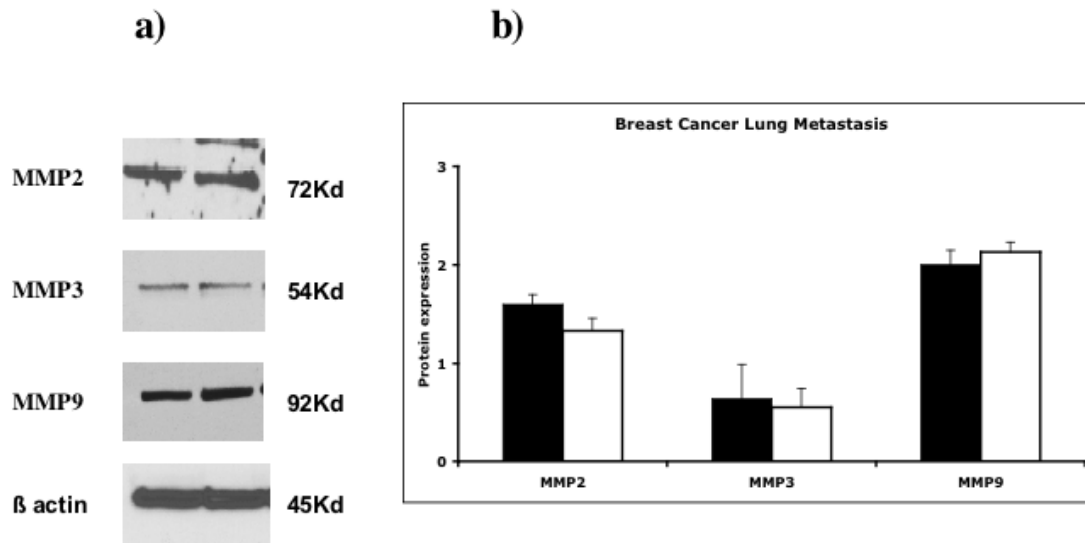 a)
MMP2
72Kd
MMP3
54Kd
MMP9
92Kd
ß actin
45Kd
b)
Breast Cancer Lung Metastasis
Protein expression
3
2
1
0
MMP2
MMP3
MMP9